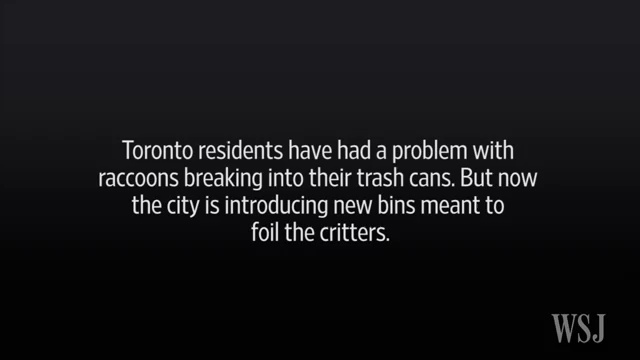 Toronto residents have had a problem with
raccoons breaking into their trash cans. But now
the city is introducing new bins meant to
foil the critters.
WSJ